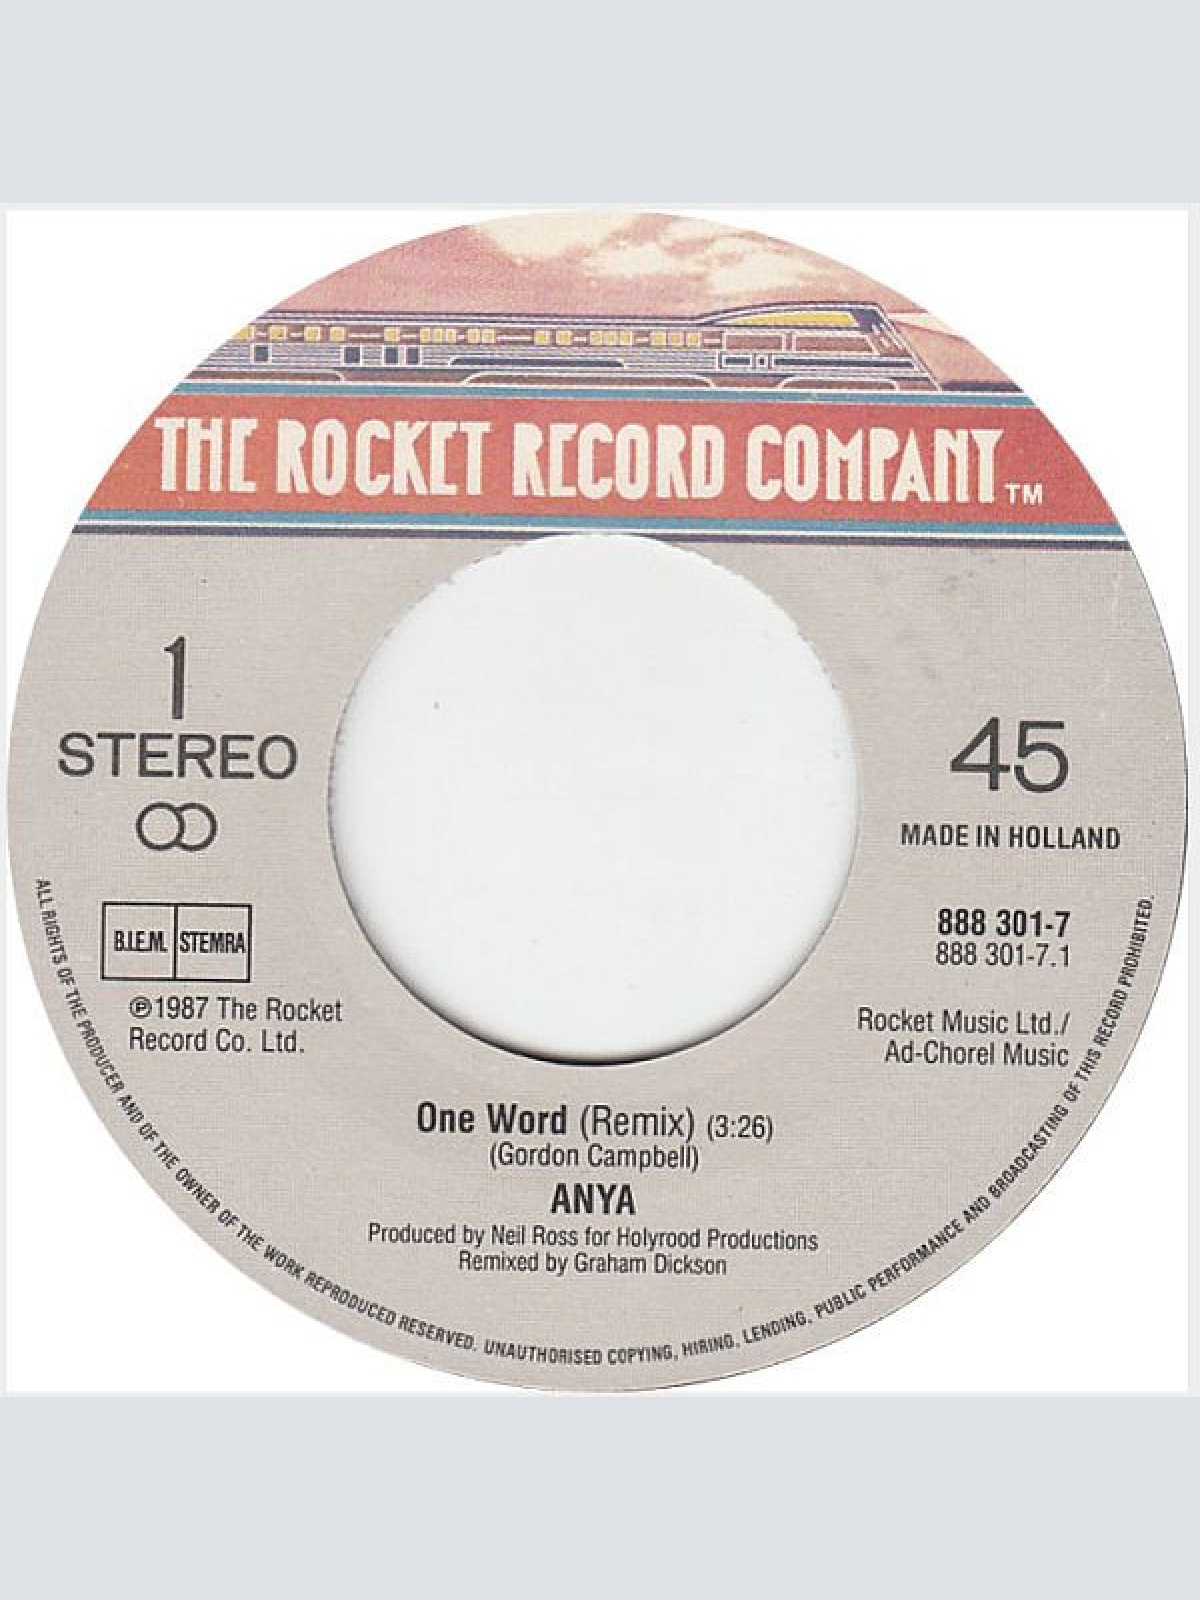 THE ROCKET RECORD COMPANY TM
1
STEREO
45
MADE IN HOLLAND
B.I.E.M. STEMRA
888 301-7
888 301-7.1
℗1987 The Rocket
Record Co. Ltd.
Rocket Music Ltd./
Ad-Chorel Music
One Word (Remix) (3:26)
(Gordon Campbell)
ANYA
Produced by Neil Ross for Holyrood Productions
Remixed by Graham Dickson
ALL RIGHTS OF THE PRODUCER AND OF THE OWNER OF THE WORK REPRODUCED RESERVED. UNAUTHORISED COPYING, HIRING, LENDING, PUBLIC PERFORMANCE AND BROADCASTING OF THIS RECORD PROHIBITED.